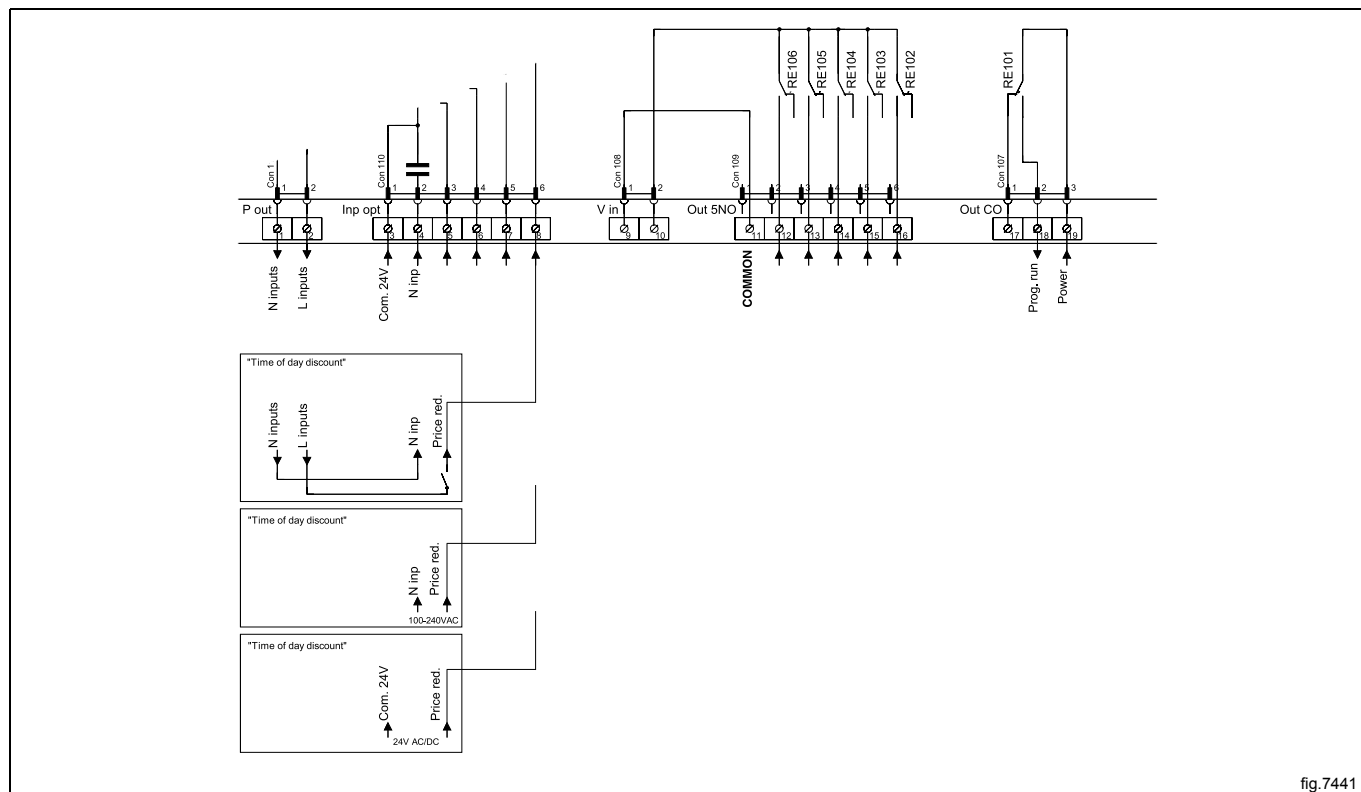 RE106
RE105
RE104
RE103
RE102
RE101
Con 1
Con 110
Con 108
Con 109
Con 107
1 2
1 2 3 4 5 6
1 2
1 2 3 4 5 6
1 2 3
P out
Inp opt
V in
Out 5NO
Out CO
1 2
3 4 5 6 7 8
9 10
11 12 13 14 15 16
17 18 19
N inputs
L inputs
Com. 24V
N inp
COMMON
Prog. run
Power
"Time of day discount"
N inputs
L inputs
N inp
Price red.
"Time of day discount"
N inp
Price red.
100-240VAC
"Time of day discount"
Com. 24V
Price red.
24V AC/DC
fig.7441